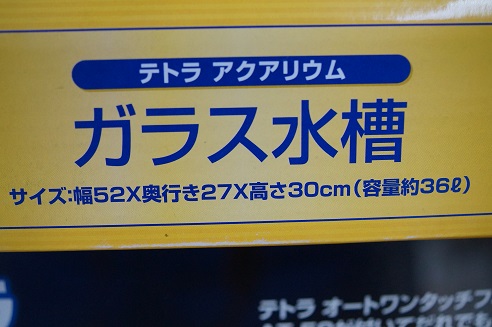 テトラ アクアリウム
ガラス水槽
サイズ:幅52X奥行き27X高さ30cm(容量約36ℓ)
テトラ オートワンタッチフ